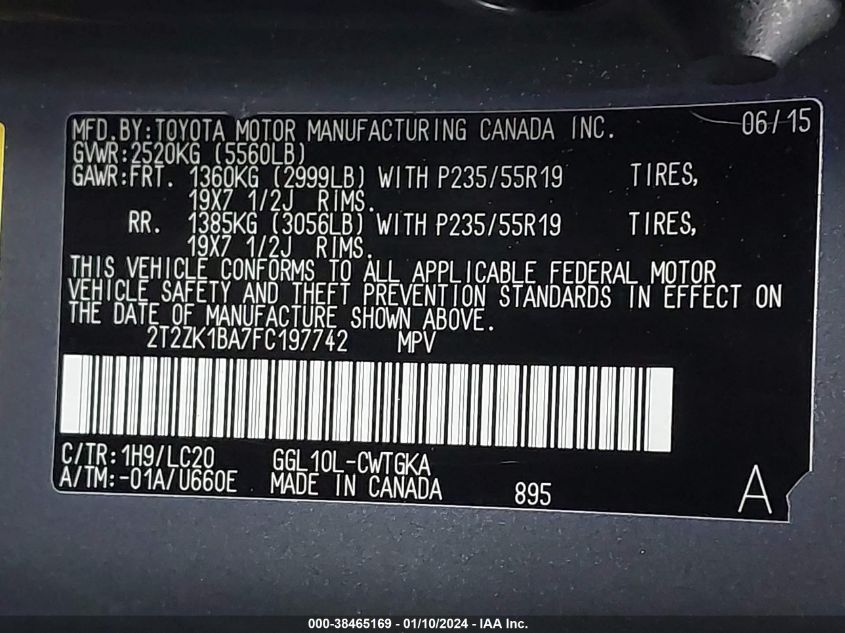 MFD.BY:TOYOTA MOTOR MANUFACTURING CANADA INC. 06/15
GVWR:2520KG (5560LB)
GAWR:FRT. 1360KG (2999LB) WITH P235/55R19 TIRES,
19X7 1/2J RIMS.
RR. 1385KG (3056LB) WITH P235/55R19 TIRES,
19X7 1/2J RIMS.
THIS VEHICLE CONFORMS TO ALL APPLICABLE FEDERAL MOTOR
VEHICLE SAFETY AND THEFT PREVENTION STANDARDS IN EFFECT ON
THE DATE OF MANUFACTURE SHOWN ABOVE.
2T2ZK1BA7FC197742 MPV
C/TR:1H9/LC20 GGL10L-CWTGKA
A/TM:-01A/U660E MADE IN CANADA 895 A
000-38465169 - 01/10/2024 - IAA Inc.